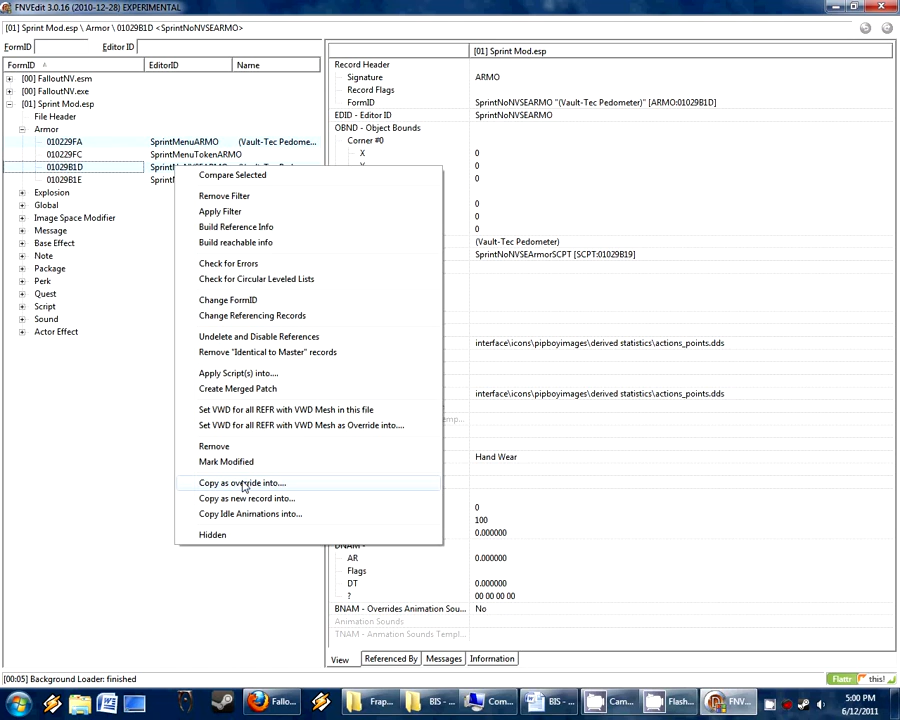 FNVEdit 3.0.16 (2010-12-28) EXPERIMENTAL
[01] Sprint Mod.esp \ Armor \ 01029B1D <SprintNoNVSEARMO>
FormID Editor ID
FormID EditorID Name
[00] FalloutNV.esm
[00] FalloutNV.exe
[01] Sprint Mod.esp
File Header
Armor
010229FA SprintMenuARMO (Vault-Tec Pedome...
010229FC SprintMenuTokenARMO
01029B1D
01029B1E
Explosion
Global
Image Space Modifier
Message
Base Effect
Note
Package
Perk
Quest
Script
Sound
Actor Effect
Compare Selected
Remove Filter
Apply Filter
Build Reference Info
Build reachable info
Check for Errors
Check for Circular Leveled Lists
Change FormID
Change Referencing Records
Undelete and Disable References
Remove "Identical to Master" records
Apply Script(s) into....
Create Merged Patch
Set VWD for all REFR with VWD Mesh in this file
Set VWD for all REFR with VWD Mesh as Override into....
Remove
Mark Modified
Copy as override into....
Copy as new record into...
Copy Idle Animations into...
Hidden
[01] Sprint Mod.esp
Record Header
Signature ARMO
Record Flags
FormID SprintNoNVSEARMO "(Vault-Tec Pedometer)" [ARMO:01029B1D]
EDID - Editor ID SprintNoNVSEARMO
OBND - Object Bounds
Corner #0
X 0
Y 0
0
0
0
0
(Vault-Tec Pedometer)
SprintNoNVSEArmorSCPT [SCPT:01029B19]
interface\icons\pipboyimages\derived statistics\actions_points.dds
interface\icons\pipboyimages\derived statistics\actions_points.dds
Hand Wear
0
100
0.000000
DNAM -
AR 0.000000
Flags
DT 0.000000
? 00 00 00 00
BNAM - Overrides Animation Sou... No
Animation Sounds
TNAM - Anmation Sounds Templ...
View Referenced By Messages Information
[00:05] Background Loader: finished
Flattr this!
Fallo... Frap... BIS - ... Com... BIS - ... Cam... Flash... FNV...
5:00 PM
6/12/2011